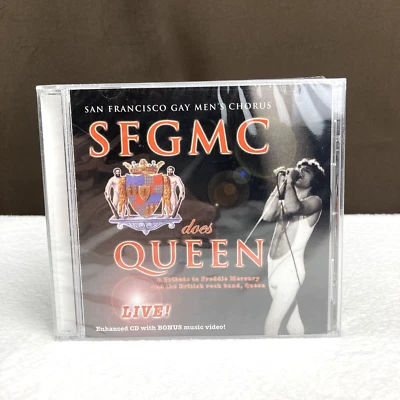 SAN FRANCISCO GAY MEN'S CHORUS
SFGMC
does
QUEEN
A Tribute to Freddie Mercury
and the British rock band, Queen
LIVE!
Enhanced CD with BONUS music video!